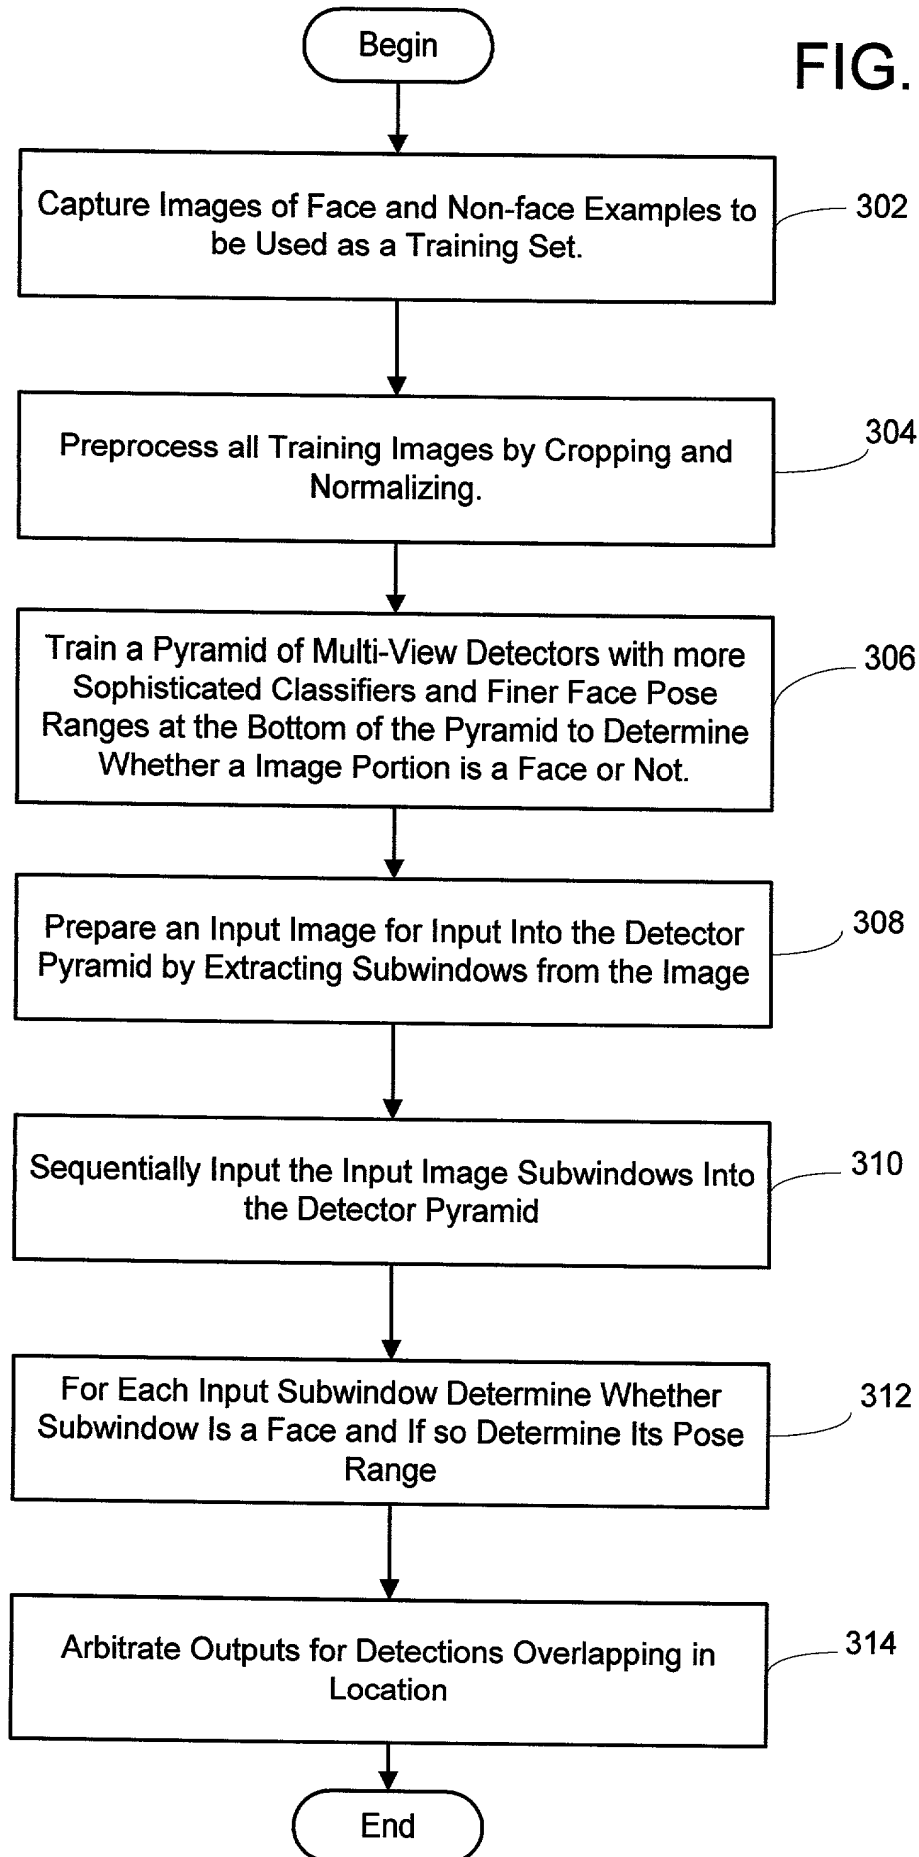 Begin
FIG.
Capture Images of Face and Non-face Examples to
be Used as a Training Set.
302
Preprocess all Training Images by Cropping and
Normalizing.
304
Train a Pyramid of Multi-View Detectors with more
Sophisticated Classifiers and Finer Face Pose
Ranges at the Bottom of the Pyramid to Determine
Whether a Image Portion is a Face or Not.
306
Prepare an Input Image for Input Into the Detector
Pyramid by Extracting Subwindows from the Image
308
Sequentially Input the Input Image Subwindows Into
the Detector Pyramid
310
For Each Input Subwindow Determine Whether
Subwindow Is a Face and If so Determine Its Pose
Range
312
Arbitrate Outputs for Detections Overlapping in
Location
314
End